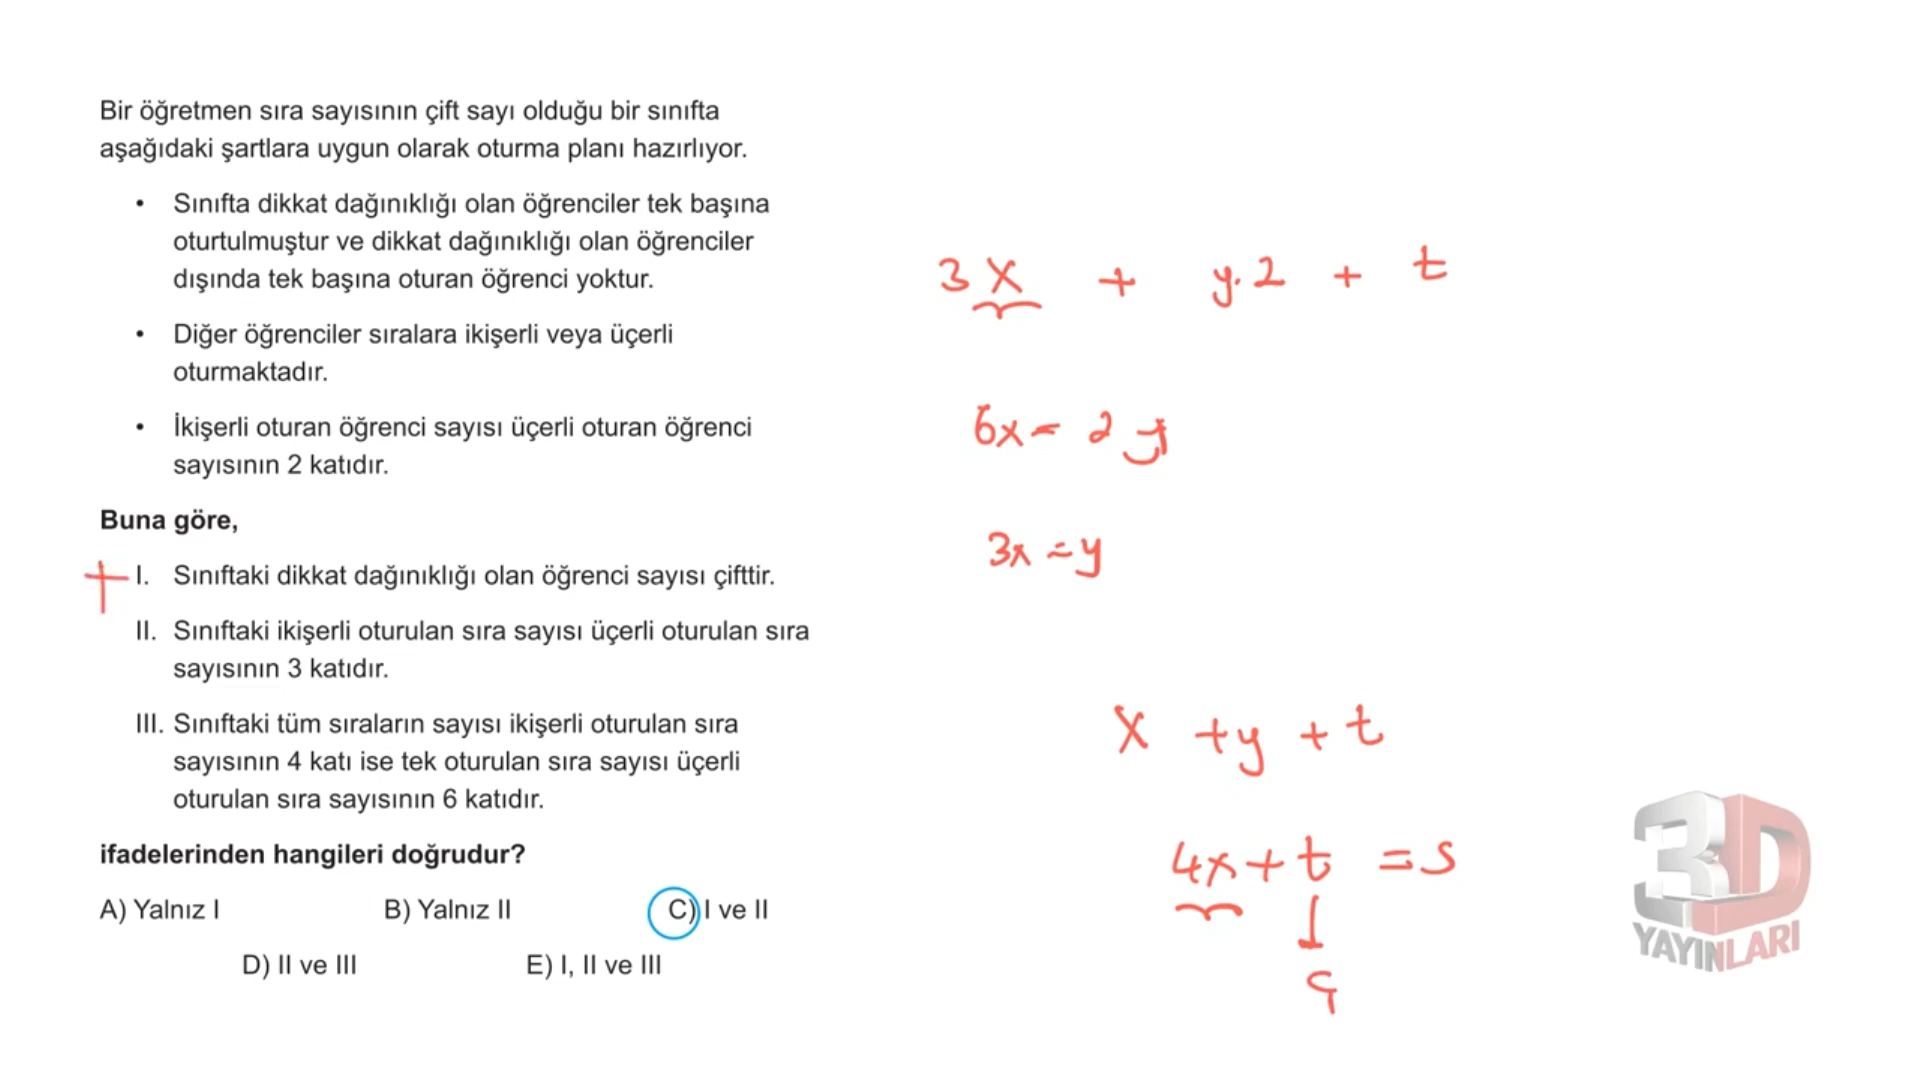 Bir öğretmen sıra sayısının çift sayı olduğu bir sınıfta
aşağıdaki şartlara uygun olarak oturma planı hazırlıyor.
• Sınıfta dikkat dağınıklığı olan öğrenciler tek başına
oturtulmuştur ve dikkat dağınıklığı olan öğrenciler
dışında tek başına oturan öğrenci yoktur.
• Diğer öğrenciler sıralara ikişerli veya üçerli
oturmaktadır.
• İkişerli oturan öğrenci sayısı üçerli oturan öğrenci
sayısının 2 katıdır.
Buna göre,
+ I. Sınıftaki dikkat dağınıklığı olan öğrenci sayısı çifttir.
II. Sınıftaki ikişerli oturulan sıra sayısı üçerli oturulan sıra
sayısının 3 katıdır.
III. Sınıftaki tüm sıraların sayısı ikişerli oturulan sıra
sayısının 4 katı ise tek oturulan sıra sayısı üçerli
oturulan sıra sayısının 6 katıdır.
ifadelerinden hangileri doğrudur?
A) Yalnız I B) Yalnız II C) I ve II
D) II ve III E) I, II ve III
3x + y.2 + t
6x = 2y
3x = y
x + y + t
4x + t = s
ç
3D
YAYINLARI